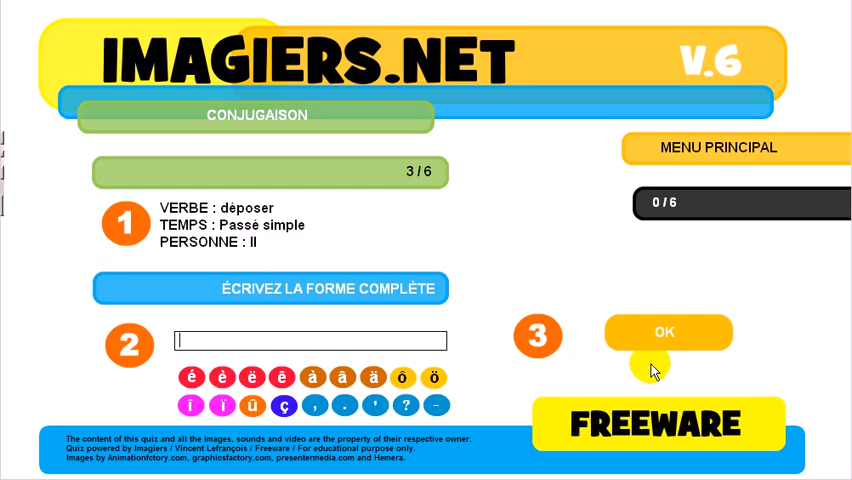 IMAGIERS.NET
V.6
CONJUGAISON
MENU PRINCIPAL
3 / 6
0 / 6
1
VERBE : déposer
TEMPS : Passé simple
PERSONNE : Il
ÉCRIVEZ LA FORME COMPLÈTE
2
3
OK
é è ë ê à â ä ô ö
î ï û ç , . ' ? -
FREEWARE
The content of this quiz and all the images, sounds and video are the property of their respective owner.
Quiz powered by Imagiers / Vincent Lefrançois / Freeware / For educational purpose only.
Images by Animationfctory.com, graphicsfactory.com, presentermedia.com and Hemera.